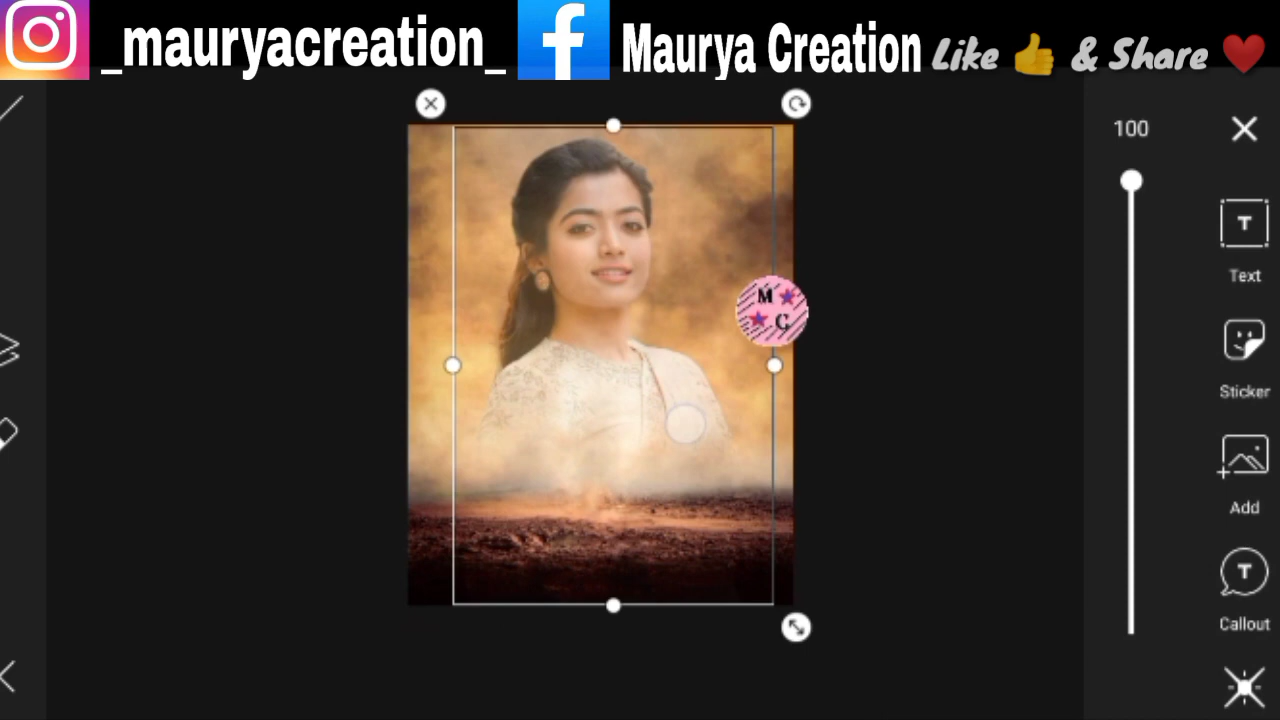 _mauryacreation_ Maurya Creation Like 👍 & Share ❤️
100
M
C
Text
Sticker
Add
Callout